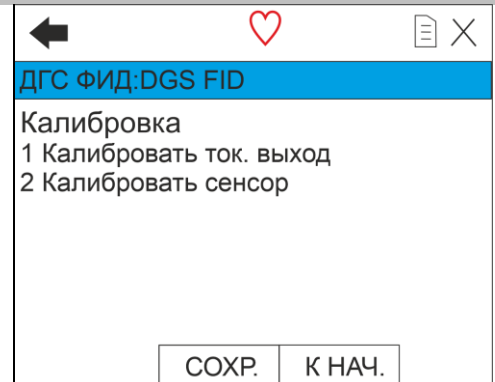 ДГС ФИД:DGS FID
Калибровка
1 Калибровать ток. выход
2 Калибровать сенсор
СОХР. К НАЧ.